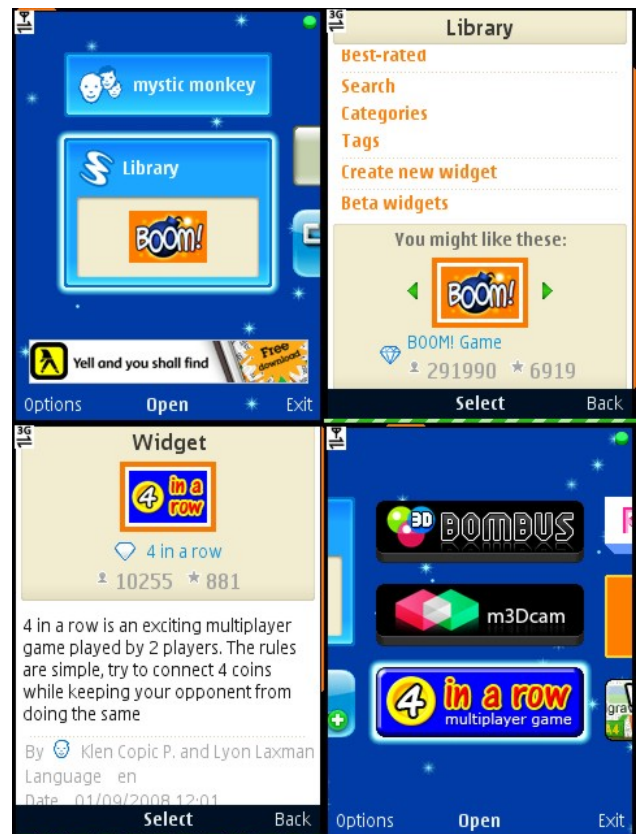 mystic monkey
Library
BOOM!
Yell and you shall find
Free
download
Options Open Exit
3G
Library
Best-rated
Search
Categories
Tags
Create new widget
Beta widgets
You might like these:
BOOM!
BOOM! Game
291990 6919
Select Back
3G
Widget
4 in a row
4 in a row
10255 881
4 in a row is an exciting multiplayer
game played by 2 players. The rules
are simple, try to connect 4 coins
while keeping your opponent from
doing the same
By Klen Copic P. and Lyon Laxman
Language en
Date 01/09/2008 12:01
Select Back
3D BOMBUS
m3Dcam
4 in a row
multiplayer game
Options Open Exit